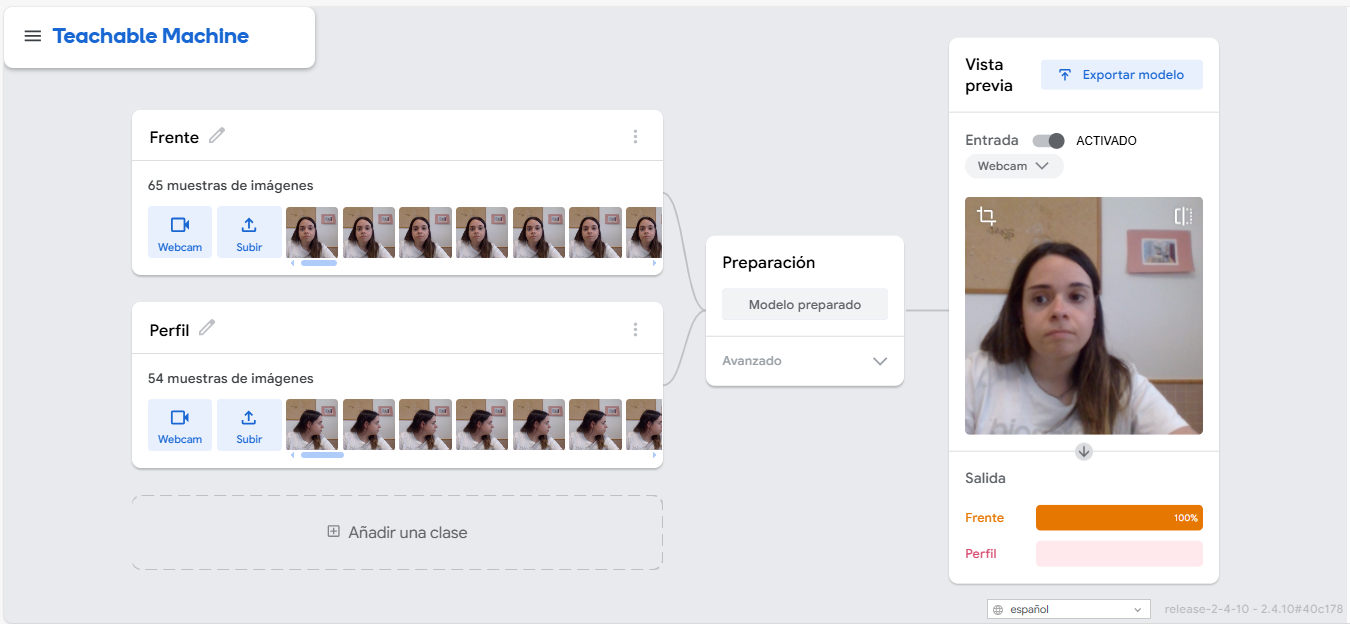 Teachable Machine
Frente
65 muestras de imágenes
Webcam
Subir
Perfil
54 muestras de imágenes
Webcam
Subir
Añadir una clase
Preparación
Modelo preparado
Avanzado
Vista
previa
Exportar modelo
Entrada
ACTIVADO
Webcam
Salida
Frente
100%
Perfil
español
release-2-4-10 - 2.4.10#40c178